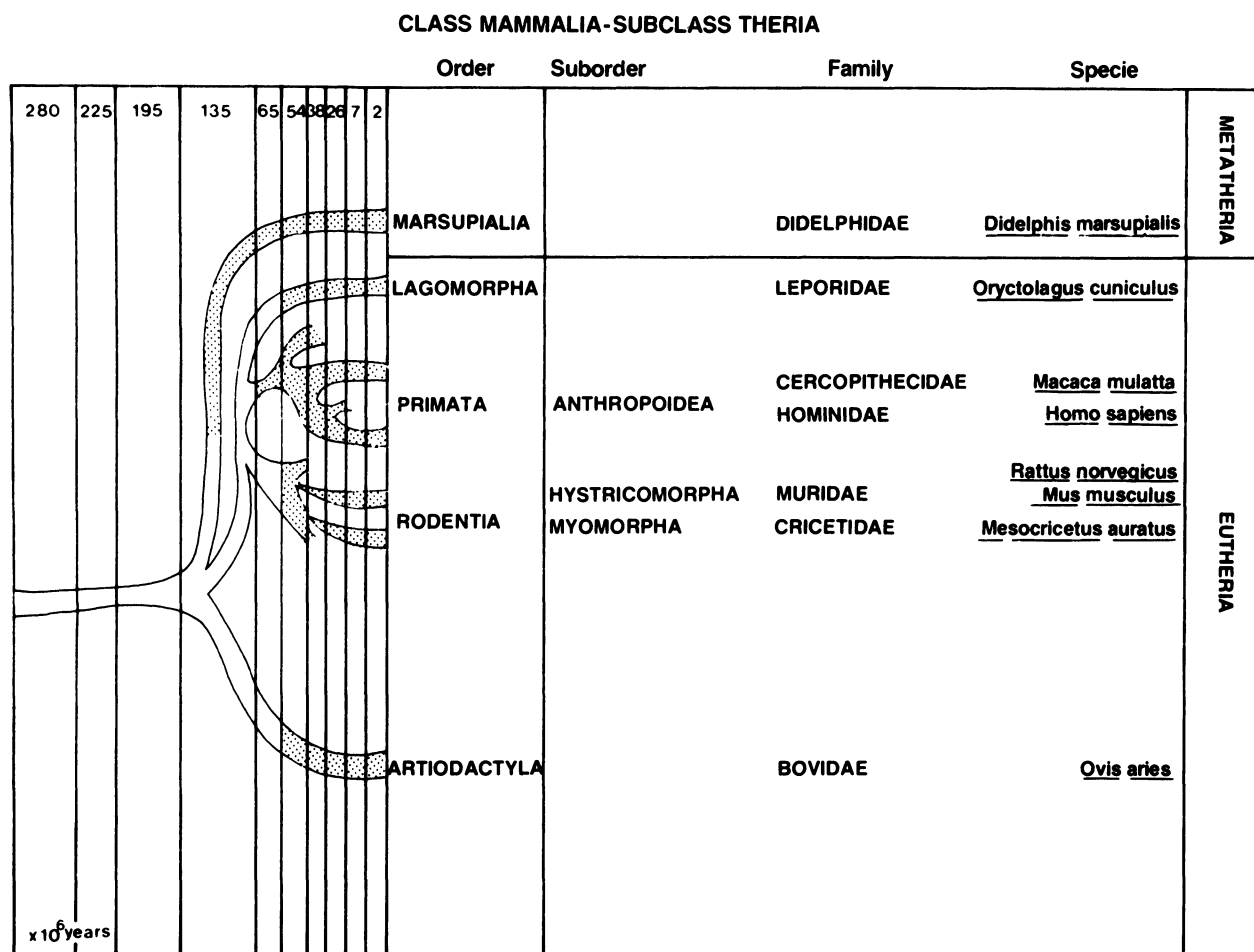 CLASS MAMMALIA-SUBCLASS THERIA
Order Suborder Family Specie
280 225 195 135 65 54 38 26 7 2
METATHERIA
MARSUPIALIA DIDELPHIDAE Didelphis marsupialis
LAGOMORPHA LEPORIDAE Oryctolagus cuniculus
CERCOPITHECIDAE Macaca mulatta
PRIMATA ANTHROPOIDEA
HOMINIDAE Homo sapiens
Rattus norvegicus
HYSTRICOMORPHA MURIDAE Mus musculus
RODENTIA
MYOMORPHA CRICETIDAE Mesocricetus auratus
EUTHERIA
ARTIODACTYLA BOVIDAE Ovis aries
x10⁶years